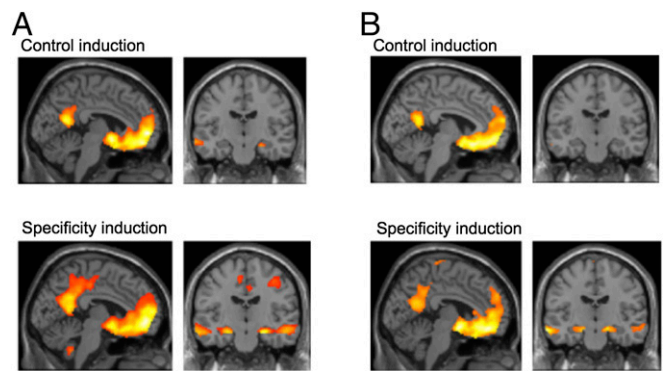 A
Control induction
Specificity induction
B
Control induction
Specificity induction